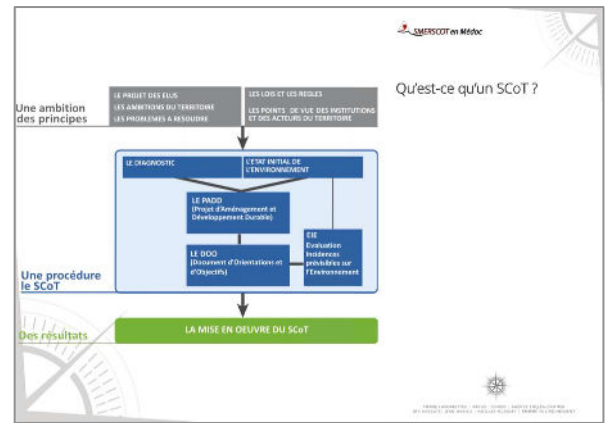 SMERSCOT en Médoc
Qu'est-ce qu'un SCoT ?
Une ambition
des principes
LE PROJET DES ELUS
LES AMBITIONS DU TERRITOIRE
LES PROBLEMES A RESOUDRE
LES LOIS ET LES REGLES
LES POINTS DE VUE DES INSTITUTIONS
ET DES ACTEURS DU TERRITOIRE
LE DIAGNOSTIC
L'ETAT INITIAL DE
L'ENVIRONNEMENT
LE PADD
(Projet d'Aménagement et
Développement Durable)
LE DOO
(Document d'Orientations et
d'Objectifs)
EIE
Evaluation
Incidences
prévisibles sur
l'Environnement
Une procédure
le SCoT
Des résultats
LA MISE EN OEUVRE DU SCoT